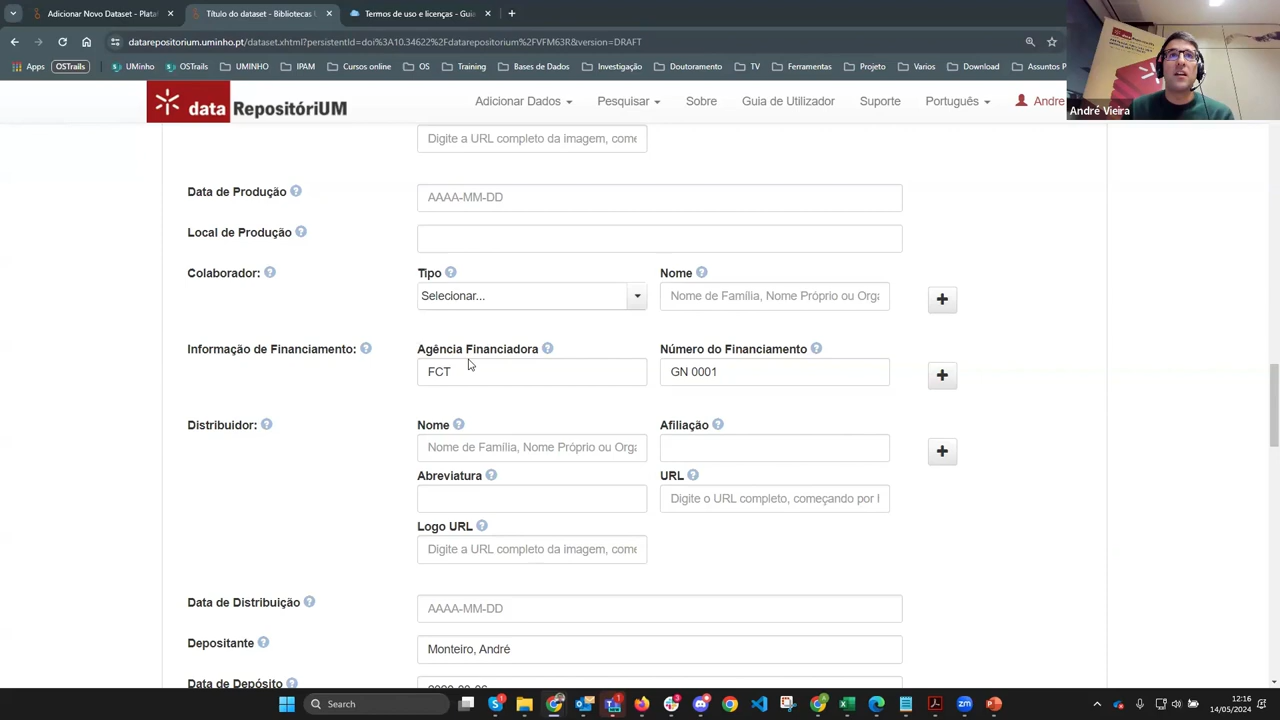 Adicionar Novo Dataset - Plat
Título do dataset - Bibliotecas
Termos de uso e licenças - Guia
datarepositorium.uminho.pt/dataset.xhtml?persistentId=doi%3A10.34622%2Fdatarepositorium%2FVFM63R&version=DRAFT
Apps
OSTrails
UMinho
UMINHO
IPAM
Cursos online
OS
Bases de Dados
Investigação
Doutoramento
TV
Ferramentas
Projeto
Varios
Download
Assuntos P
data RepositóriUM
Adicionar Dados
Pesquisar
Sobre
Guia de Utilizador
Suporte
Português
Andre
André Vieira
Digite a URL completo da imagem, come
Data de Produção
AAAA-MM-DD
Local de Produção
Colaborador:
Tipo
Nome
Selecionar...
Nome de Família, Nome Próprio ou Orga
Informação de Financiamento:
Agência Financiadora
Número do Financiamento
FCT
GN 0001
Distribuidor:
Nome
Afiliação
Nome de Família, Nome Próprio ou Orga
Abreviatura
URL
Digite o URL completo, começando por l
Logo URL
Digite a URL completo da imagem, come
Data de Distribuição
AAAA-MM-DD
Depositante
Monteiro, André
Data de Depósito
Search
12:16
14/05/2024